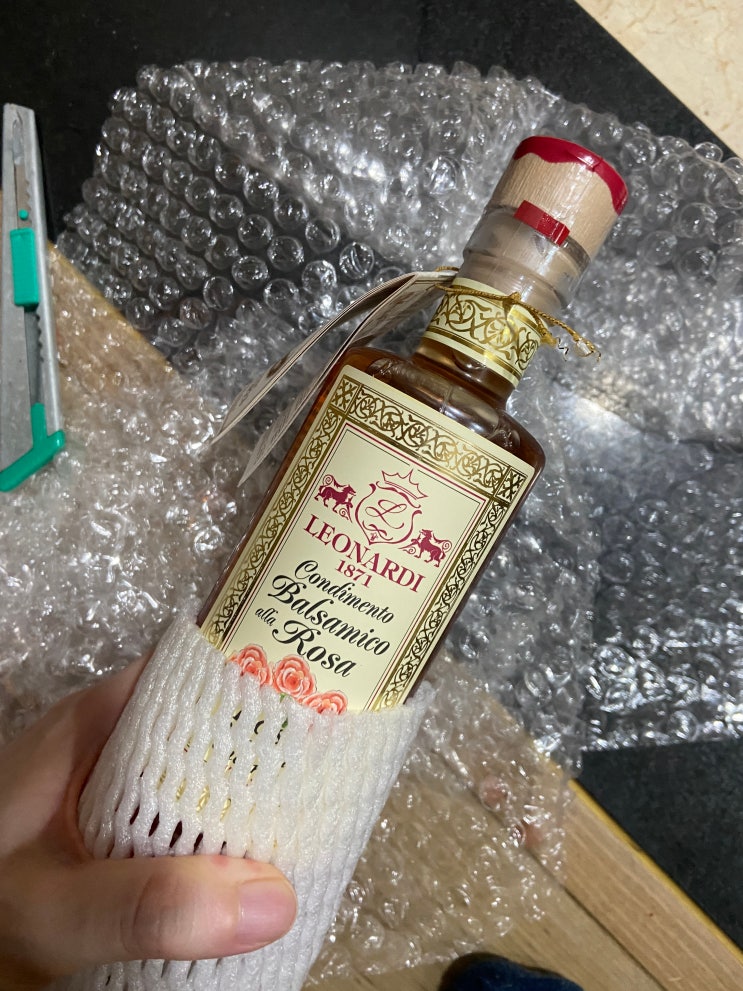 L
LEONARDI
1871
Condimento
Balsamico
alla Rosa